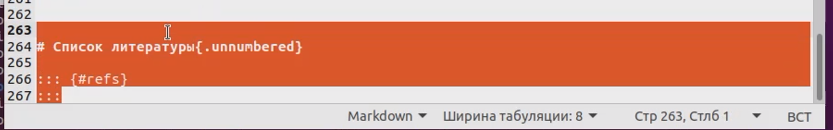 261
262
263
264 # Список литературы{.unnumbered}
265
266 ::: {#refs}
267 :::
Markdown Ширина табуляции: 8 Стр 263, Стлб 1 ВСТ